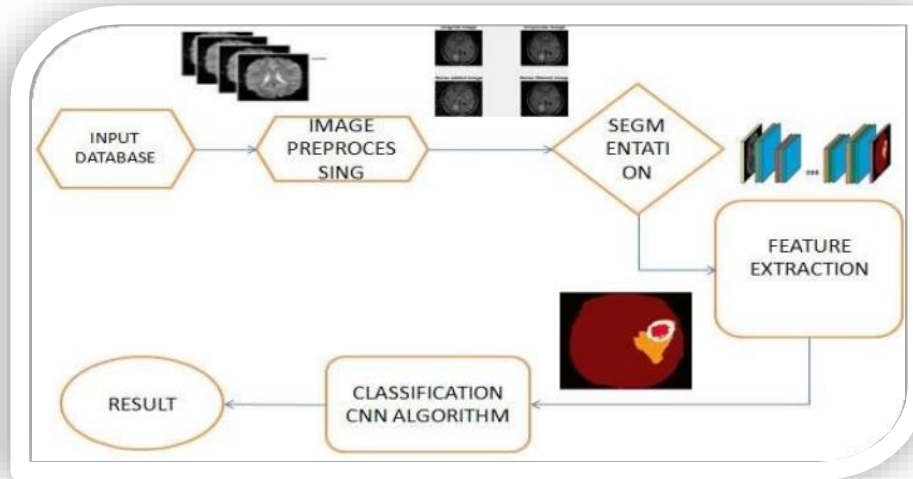 INPUT
DATABASE
IMAGE
PREPROCES
SING
SEGM
ENTATI
ON
FEATURE
EXTRACTION
CLASSIFICATION
CNN ALGORITHM
RESULT